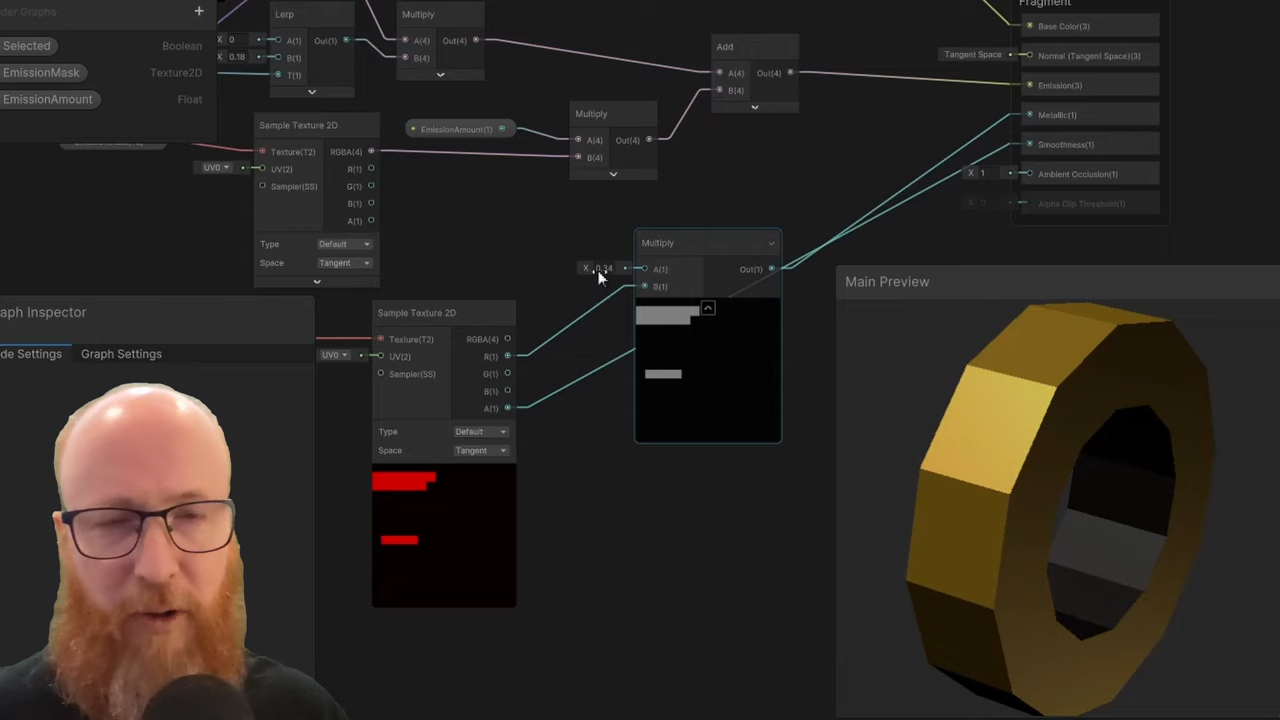 der Graphs
+
Selected Boolean
EmissionMask Texture2D
EmissionAmount Float
Lerp
X 0 A(1) Out(1)
X 0.18 B(1)
T(1)
Multiply
A(4) Out(4)
B(4)
Add
A(4) Out(4)
B(4)
Fragment
Base Color(3)
Tangent Space Normal (Tangent Space)(3)
Emission(3)
Metallic(1)
Smoothness(1)
X 1 Ambient Occlusion(1)
X 0 Alpha Clip Threshold(1)
Sample Texture 2D
Texture(T2) RGBA(4)
UV0 UV(2) R(1)
Sampler(SS) G(1)
B(1)
A(1)
Type Default
Space Tangent
EmissionAmount(1)
Multiply
A(4) Out(4)
B(4)
Multiply
X 0.34 A(1) Out(1)
B(1)
Sample Texture 2D
Texture(T2) RGBA(4)
UV0 UV(2) R(1)
Sampler(SS) G(1)
B(1)
A(1)
Type Default
Space Tangent
aph Inspector
de Settings Graph Settings
Main Preview